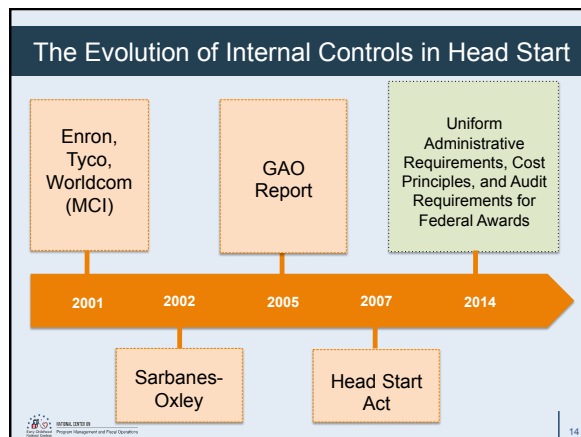 The Evolution of Internal Controls in Head Start
Enron,
Tyco,
Worldcom
(MCI)
GAO
Report
Uniform
Administrative
Requirements, Cost
Principles, and Audit
Requirements for
Federal Awards
2001
2002
2005
2007
2014
Sarbanes-
Oxley
Head Start
Act
NATIONAL CENTER ON
Program Management and Fiscal Operations
14